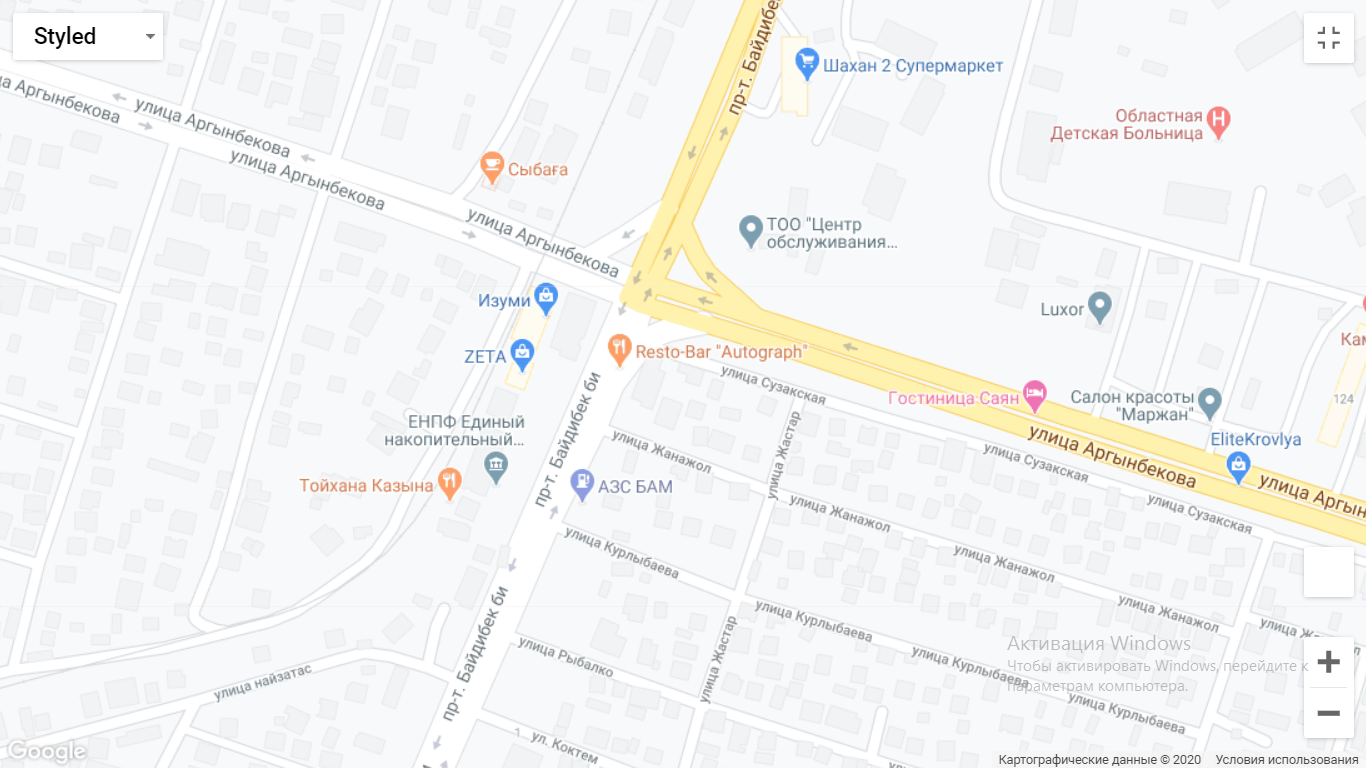 Styled
пр-т. Байдибек
Шахан 2 Супермаркет
Областная
Детская Больница
улица Аргынбекова
улица Аргынбекова
улица Аргынбекова
улица Аргынбекова
Сыбаға
ТОО "Центр
обслуживания...
Изуми
Luxor
ZETA
Resto-Bar "Autograph"
улица Сузакская
Гостиница Саян
Салон красоты
"Маржан"
124
EliteKrovlya
ЕНПФ Единый
накопительный...
пр-т. Байдибек би
улица Жанажол
улица Жастар
улица Аргынбекова
улица Сузакская
Тойхана Казына
АЗС БАМ
улица Жанажол
улица Сузакская
улица Курлыбаева
улица Жанажол
пр-т. Байдибек би
улица Курлыбаева
улица Жанажол
улица Жанажол
улица Рыбалко
улица Жастар
улица Курлыбаева
улица Курлыбаева
улица найзатас
ул. Коктем
Активация Windows
Чтобы активировать Windows, перейдите к
параметрам компьютера.
Google
Картографические данные © 2020
Условия использования